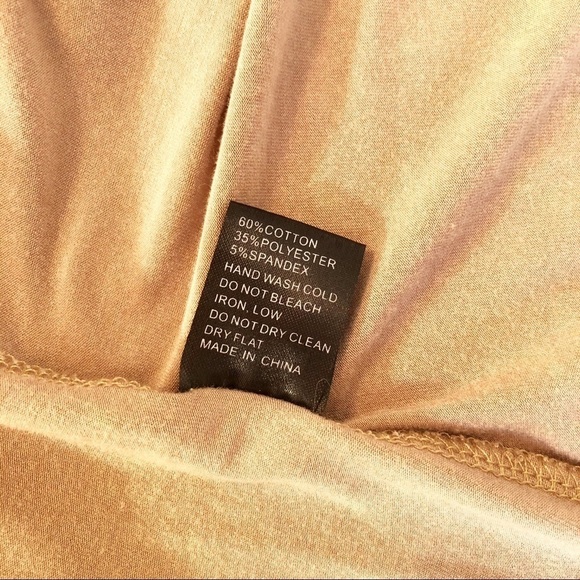 60%COTTON
35%POLYESTER
5%SPANDEX
HAND WASH COLD
DO NOT BLEACH
IRON, LOW
DO NOT DRY CLEAN
DRY FLAT
MADE IN CHINA